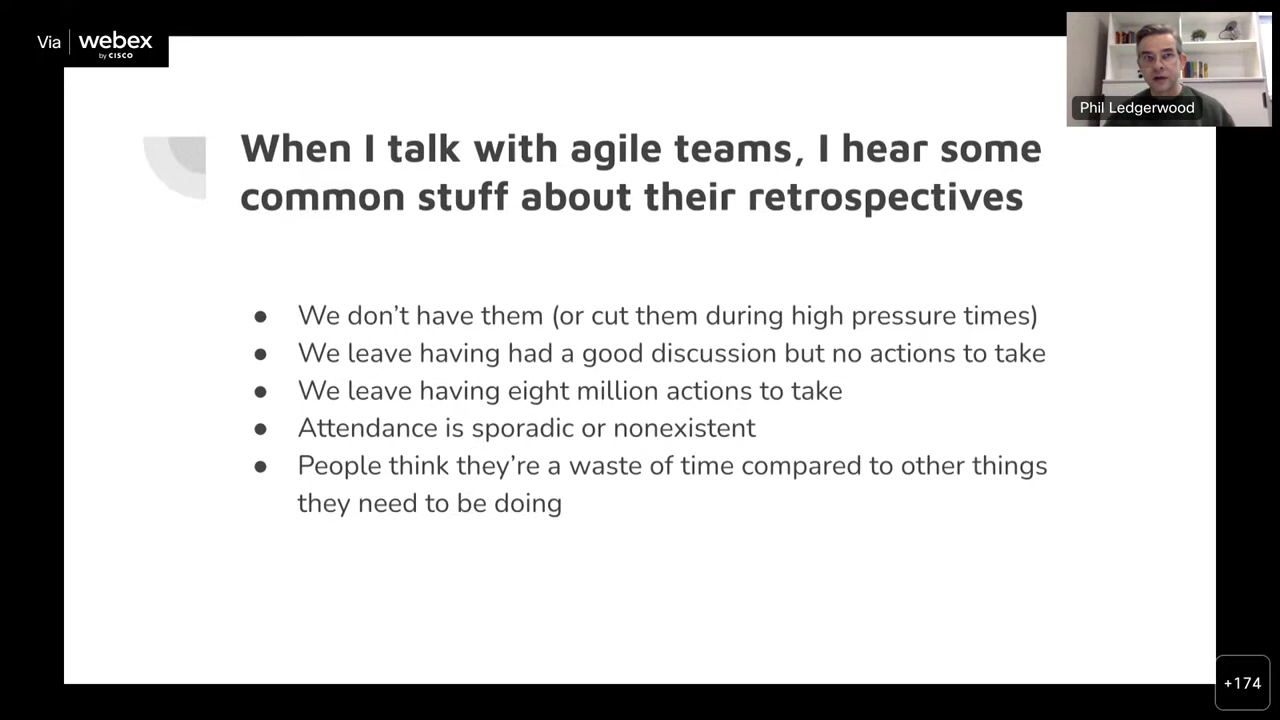 Via webex
by CISCO
Phil Ledgerwood
When I talk with agile teams, I hear some
common stuff about their retrospectives
● We don’t have them (or cut them during high pressure times)
● We leave having had a good discussion but no actions to take
● We leave having eight million actions to take
● Attendance is sporadic or nonexistent
● People think they’re a waste of time compared to other things
they need to be doing
+174